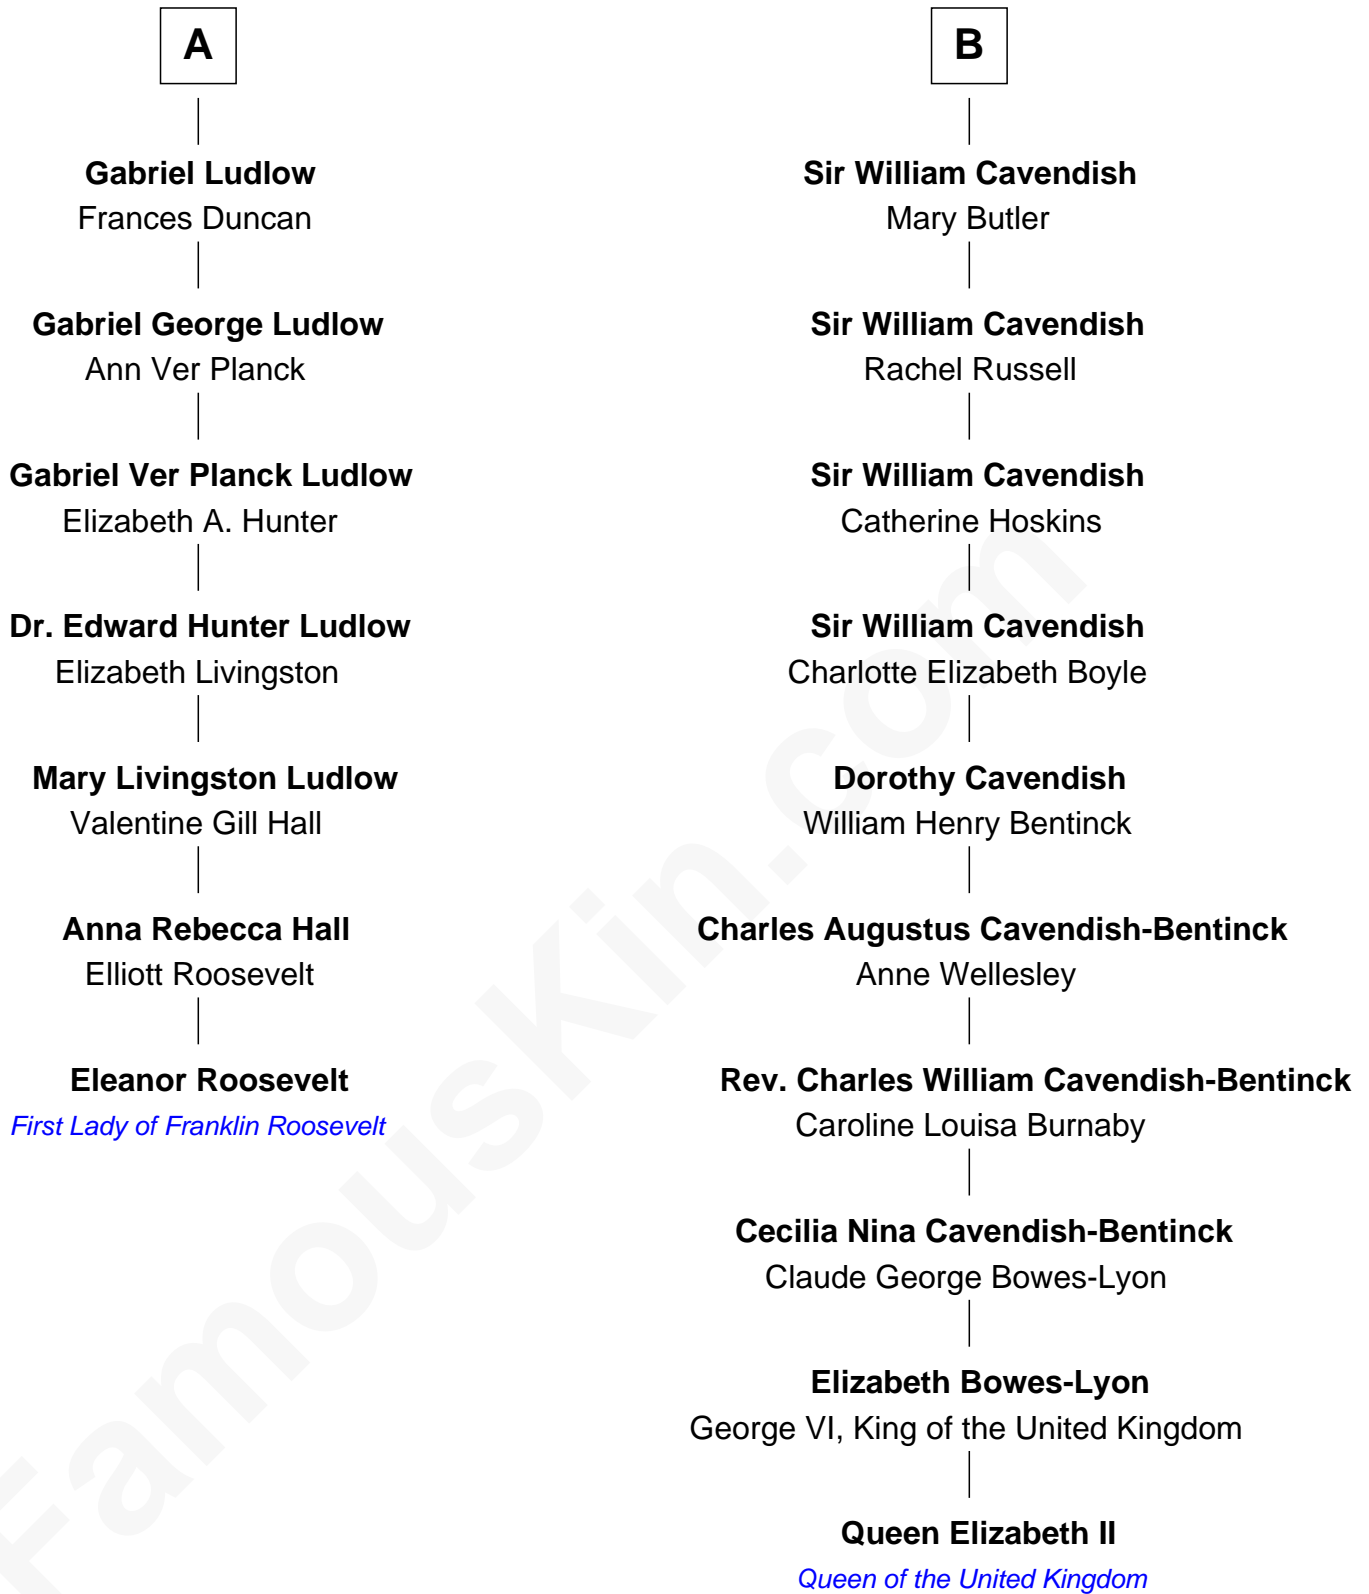 A
Gabriel Ludlow
Frances Duncan
Gabriel George Ludlow
Ann Ver Planck
Gabriel Ver Planck Ludlow
Elizabeth A. Hunter
Dr. Edward Hunter Ludlow
Elizabeth Livingston
Mary Livingston Ludlow
Valentine Gill Hall
Anna Rebecca Hall
Elliott Roosevelt
Eleanor Roosevelt
First Lady of Franklin Roosevelt
B
Sir William Cavendish
Mary Butler
Sir William Cavendish
Rachel Russell
Sir William Cavendish
Catherine Hoskins
Sir William Cavendish
Charlotte Elizabeth Boyle
Dorothy Cavendish
William Henry Bentinck
Charles Augustus Cavendish-Bentinck
Anne Wellesley
Rev. Charles William Cavendish-Bentinck
Caroline Louisa Burnaby
Cecilia Nina Cavendish-Bentinck
Claude George Bowes-Lyon
Elizabeth Bowes-Lyon
George VI, King of the United Kingdom
Queen Elizabeth II
Queen of the United Kingdom
FamousKin.com